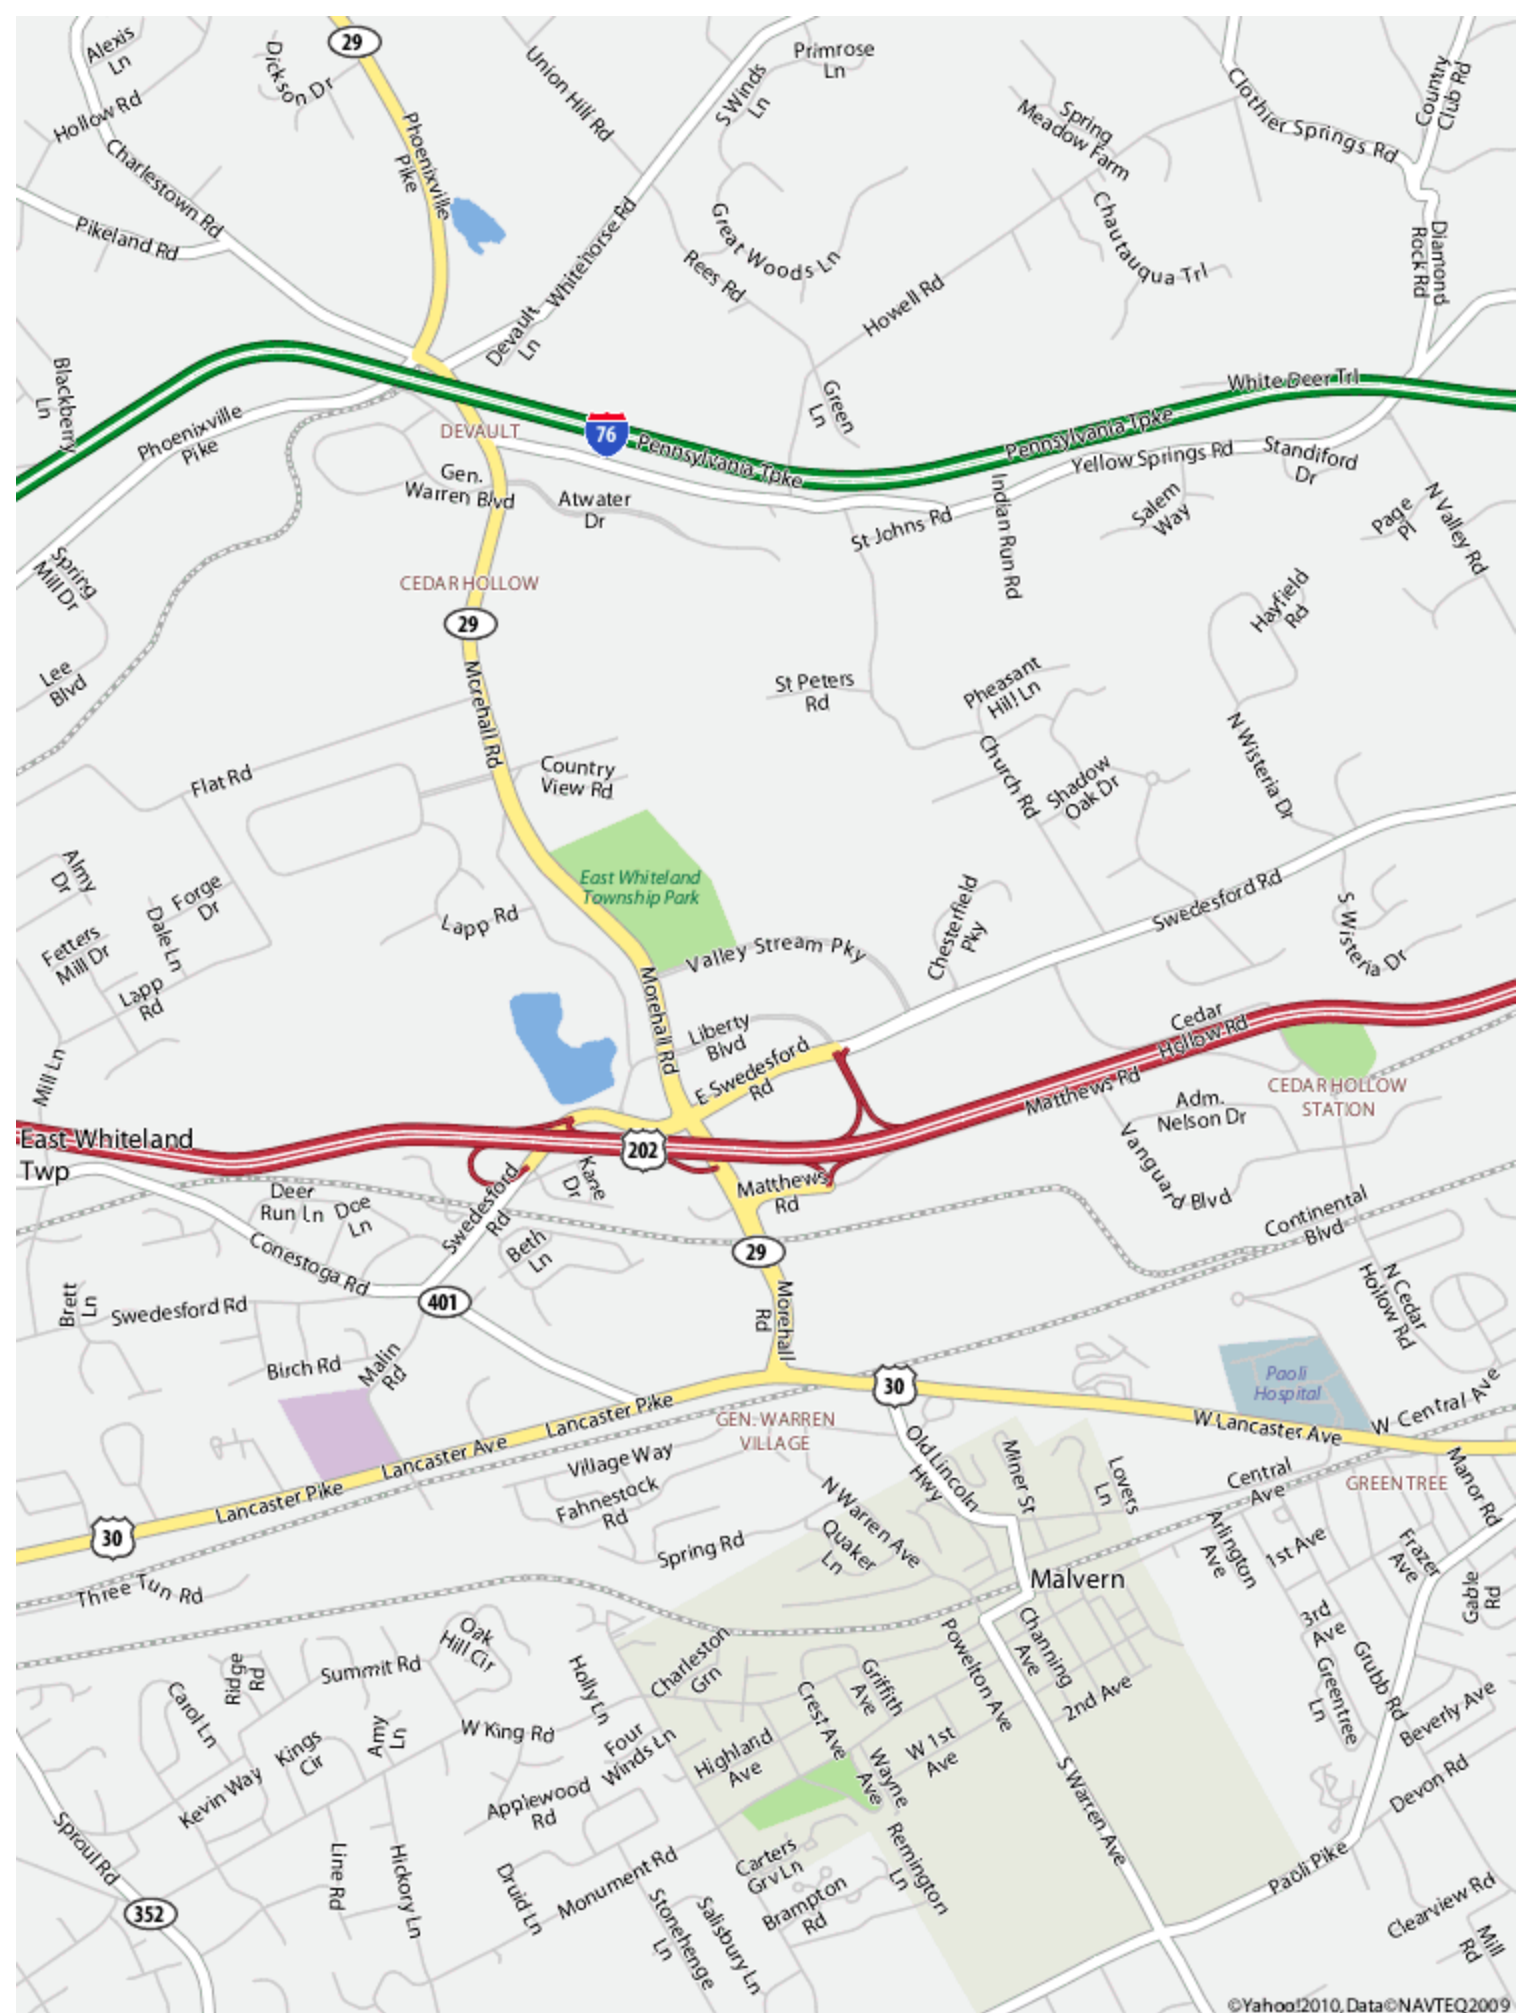 29
Alexis
Ln
Dickson Dr
Hollow Rd
Phoenixville
Pike
Union Hill Rd
S Winds
Ln
Primrose
Ln
Spring
Meadow Farm
Clothier Springs Rd
Country
Club Rd
Charlestown Rd
Pikeland Rd
Devault
Ln
Whitehorse Rd
Great Woods Ln
Rees Rd
Howell Rd
Chautauqua Trl
Diamond
Rock Rd
Blackberry
Ln
Phoenixville
Pike
DEVAULT
76
Pennsylvania Tpke
Green
Ln
Pennsylvania Tpke
White Deer Trl
Yellow Springs Rd
Standiford
Dr
Gen.
Warren Blvd
Atwater
Dr
St Johns Rd
Indian Run Rd
Salem
Way
Page
Pl
N Valley Rd
Spring
Mill Dr
CEDAR HOLLOW
29
Hayfield
Rd
Lee
Blvd
Morehall Rd
St Peters
Rd
Pheasant
Hill Ln
Flat Rd
Country
View Rd
Church Rd
Shadow
Oak Dr
N Wisteria Dr
Almy
Dr
Forge
Dr
Dale Ln
Fetters
Mill Dr
Lapp
Rd
Lapp Rd
East Whiteland
Township Park
Valley Stream Pky
Chesterfield
Pky
Swedesford Rd
S Wisteria Dr
Morehall Rd
Liberty
Blvd
E Swedesford
Rd
Cedar
Hollow Rd
Matthews Rd
Mill Ln
CEDAR HOLLOW
STATION
Adm.
Nelson Dr
Vanguard Blvd
East Whiteland
Twp
202
Kane
Dr
Matthews
Rd
Deer
Run Ln
Doe
Ln
Swedesford
Rd
Beth
Ln
29
Continental
Blvd
Conestoga Rd
401
Brett
Ln
Swedesford Rd
Morehall
Rd
N Cedar
Hollow Rd
Birch Rd
Malin
Rd
30
Paoli
Hospital
Lancaster Pike
Lancaster Ave
Lancaster Pike
GEN. WARREN
VILLAGE
W Lancaster Ave
W Central Ave
Village Way
Fahnestock
Rd
Old Lincoln
Hwy
Miner St
Lovers
Ln
Central
Ave
GREEN TREE
Manor Rd
30
N Warren Ave
Quaker
Ln
Spring Rd
Arlington
Ave
1st Ave
Frazer
Ave
Gable
Rd
Three Tun Rd
Malvern
Oak
Hill Cir
Ridge
Rd
Summit Rd
Charleston
Grn
Powelton Ave
Channing
Ave
3rd
Ave
Grubb Rd
Carol Ln
Holly Ln
Griffith
Ave
Crest Ave
2nd Ave
Greentree
Ln
Beverly Ave
Kings
Cir
Amy
Ln
W King Rd
Four
Winds Ln
Highland
Ave
W 1st
Ave
Wayne
Ave
Kevin Way
Applewood
Rd
S Warren Ave
Devon Rd
Sproul Rd
Line Rd
Hickory Ln
Druid Ln
Monument Rd
Carters
Grv Ln
Remington
Ln
Paoli Pike
352
Stonehenge
Ln
Salisbury Ln
Brampton
Rd
Clearview Rd
Mill
Rd
©Yahoo!2010, Data©NAVTEQ2009